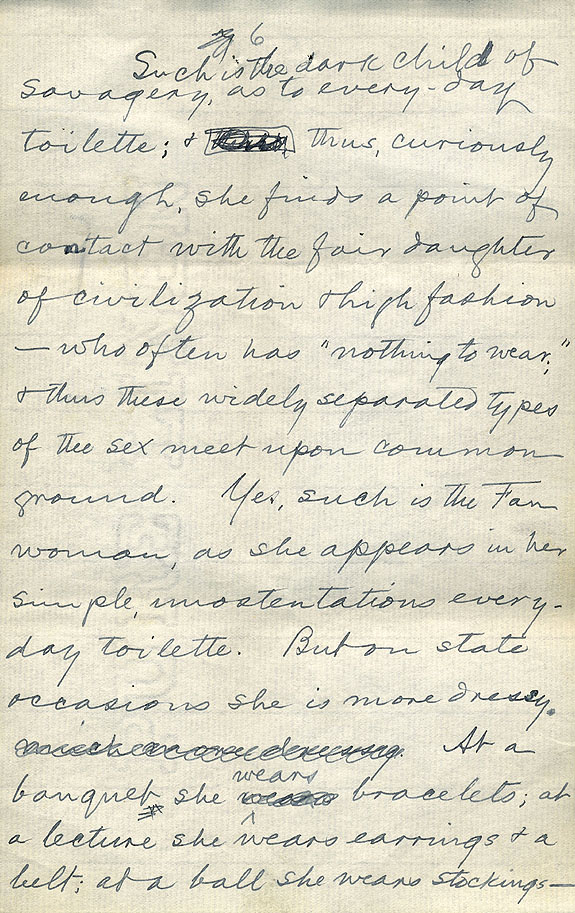 6
Such is the dark child of
savagery, as to every-day
toilette; & thus, curiously
enough, she finds a point of
contact with the fair daughter
of civilization & high fashion
— who often has "nothing to wear;"
& thus these widely separated types
of the sex meet upon common
ground. Yes, such is the Fan
woman, as she appears in her
simple, unostentatious every-
day toilette. But on state
occasions she is more dressy.
much more dressy. At a
wears
banquet she bracelets; at
a lecture she wears earrings & a
belt; at a ball she wears stockings—